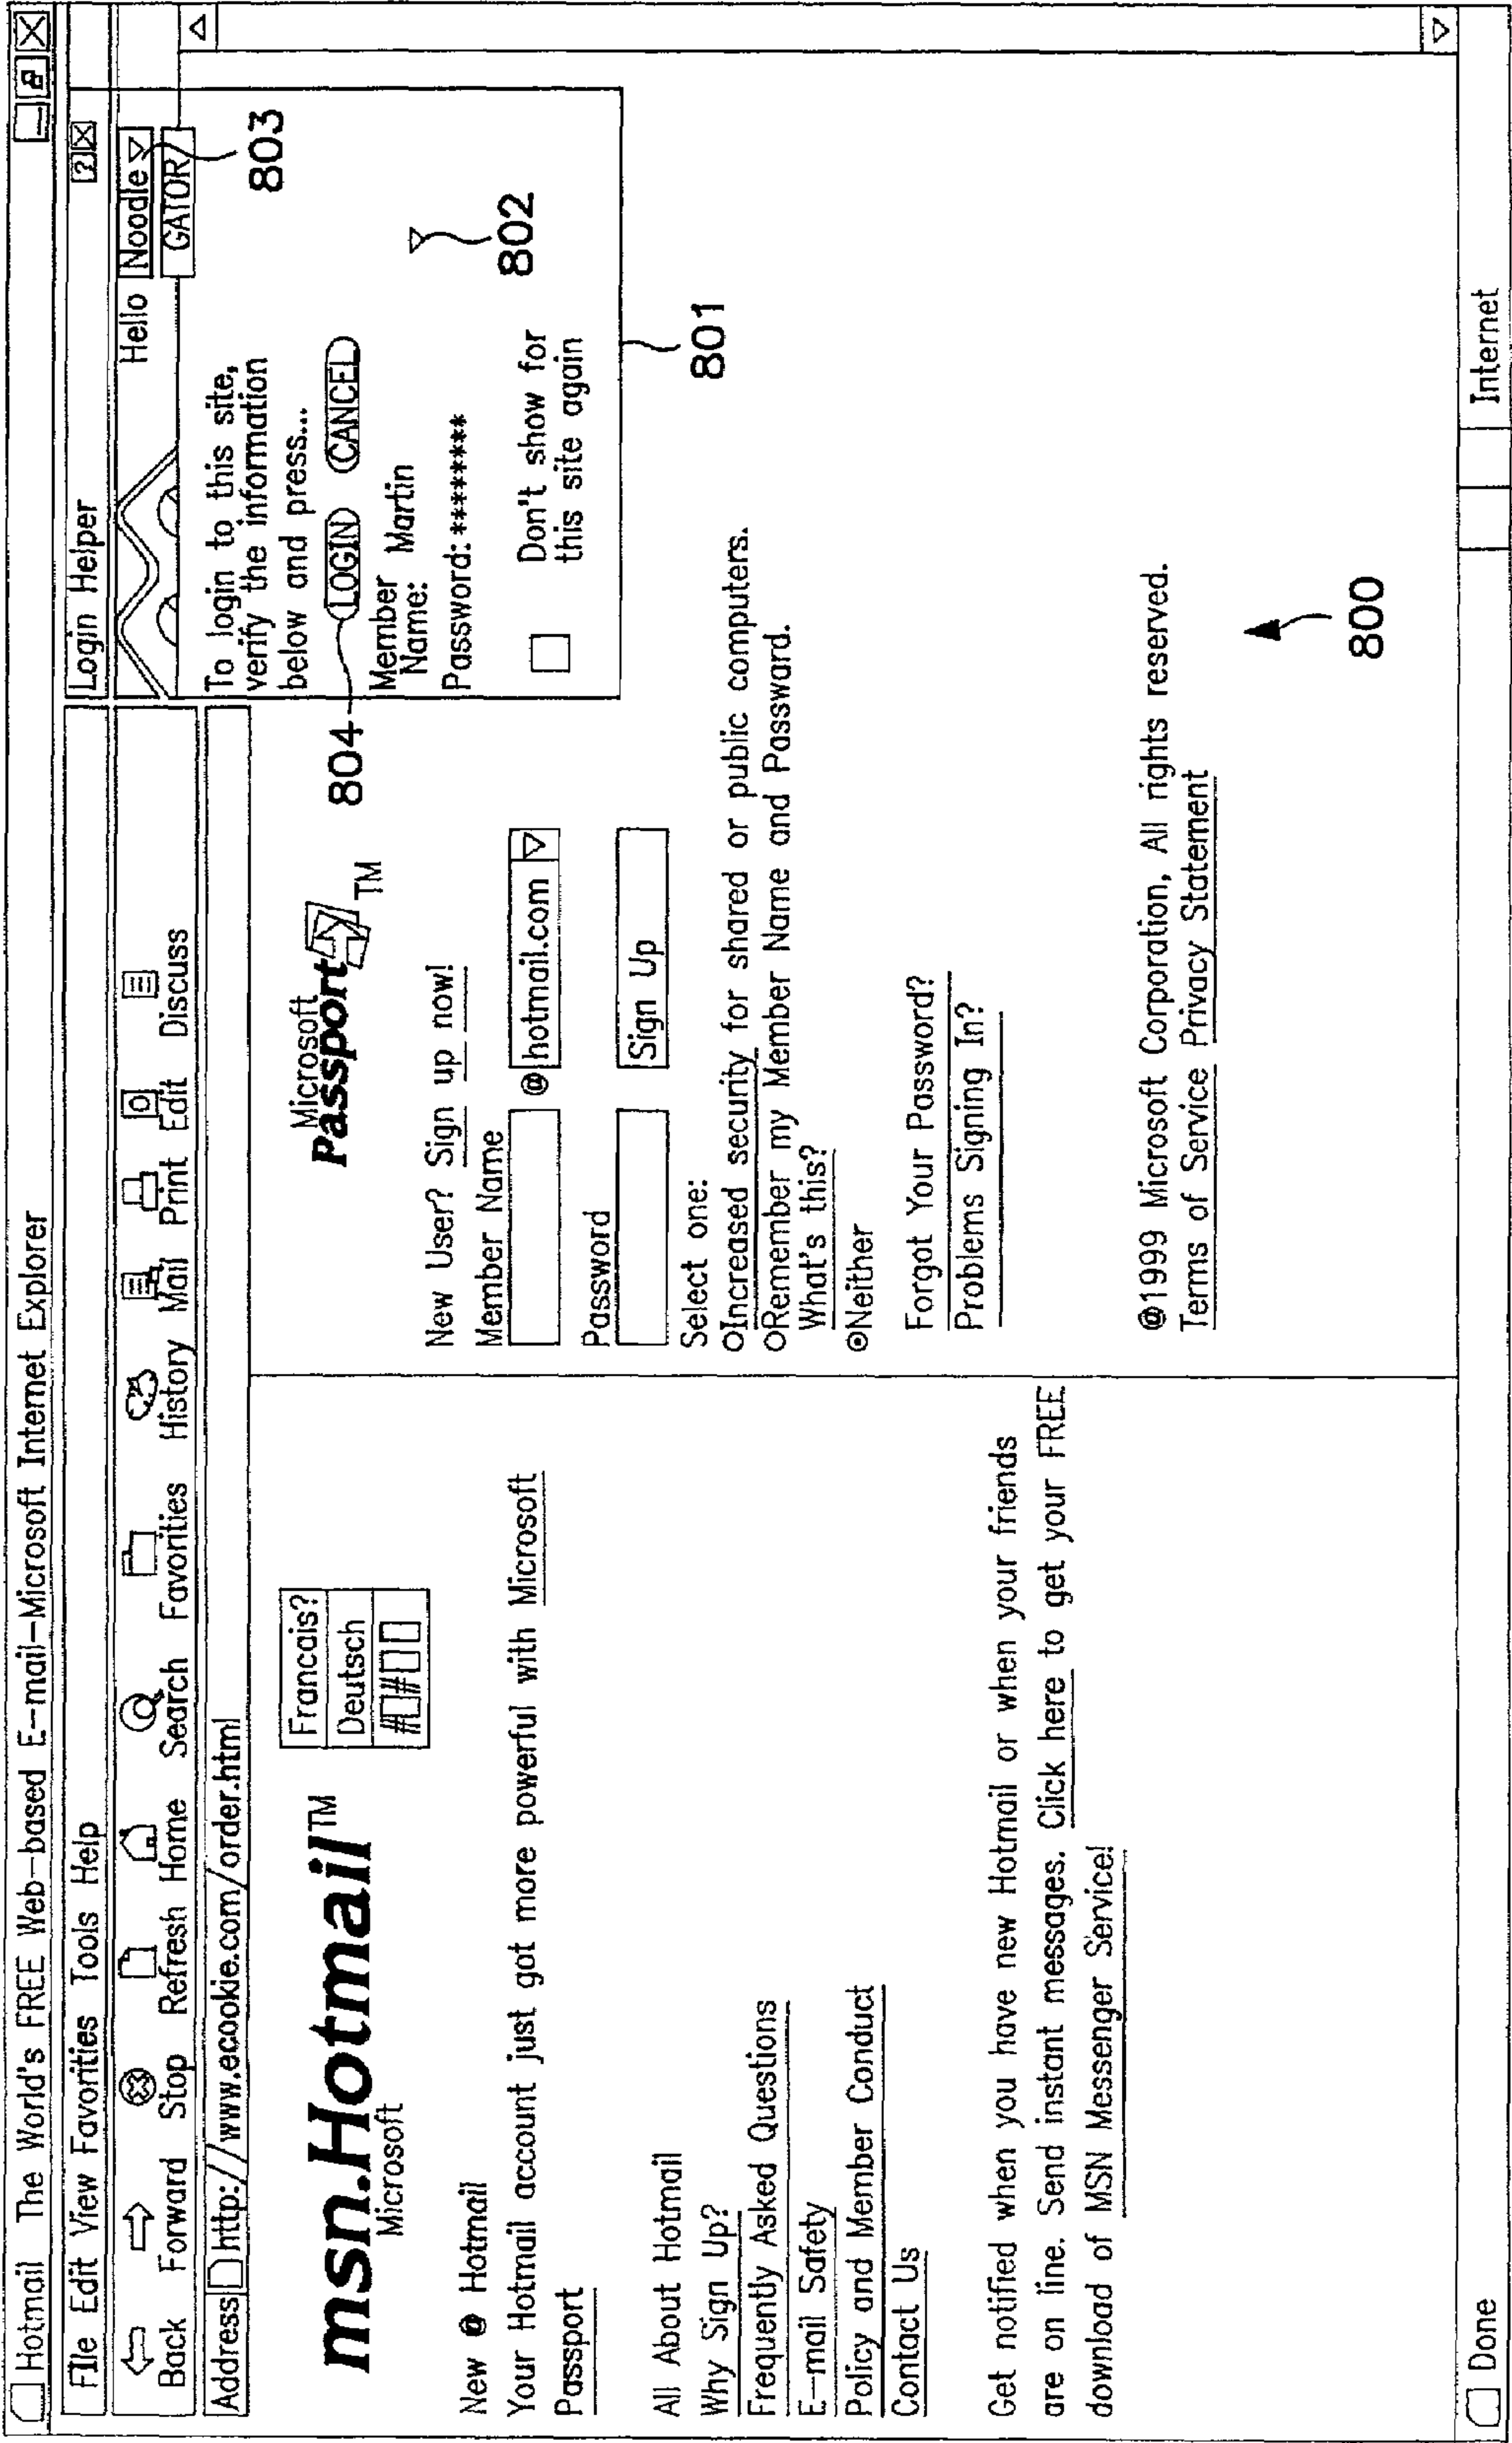 Hotmail The World's FREE Web-based E-mail-Microsoft Internet Explorer
File Edit View Favorities Tools Help
Back Forward Stop Refresh Home Search Favorities History Mail Print Edit Discuss
Address http://www.ecookie.com/order.html
Login Helper
?
Hello Noodle
GATOR
803
To login to this site,
verify the information
below and press...
804
LOGIN CANCEL
Member
Name: Martin
802
Password:********
Don't show for
this site again
801
msn.Hotmail™
Microsoft
Francais?
Deutsch
New @ Hotmail
Your Hotmail account just got more powerful with Microsoft
Passport
All About Hotmail
Why Sign Up?
Frequently Asked Questions
E-mail Safety
Policy and Member Conduct
Contact Us
Get notified when you have new Hotmail or when your friends
are on line. Send instant messages. Click here to get your FREE
download of MSN Messenger Service!
Microsoft
Passport TM
New User? Sign up now!
Member Name
@ hotmail.com
Password
Sign Up
Select one:
Increased security for shared or public computers.
Remember my Member Name and Passward.
What's this?
Neither
Forgot Your Password?
Problems Signing In?
@1999 Microsoft Corporation, All rights reserved.
Terms of Service Privacy Statement
800
Done
Internet